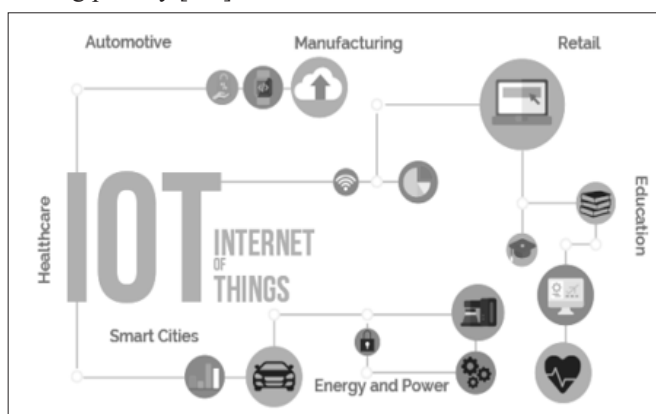 Automotive
Manufacturing
Retail
Healthcare
IOT
INTERNET
OF
THINGS
Education
Smart Cities
Energy and Power